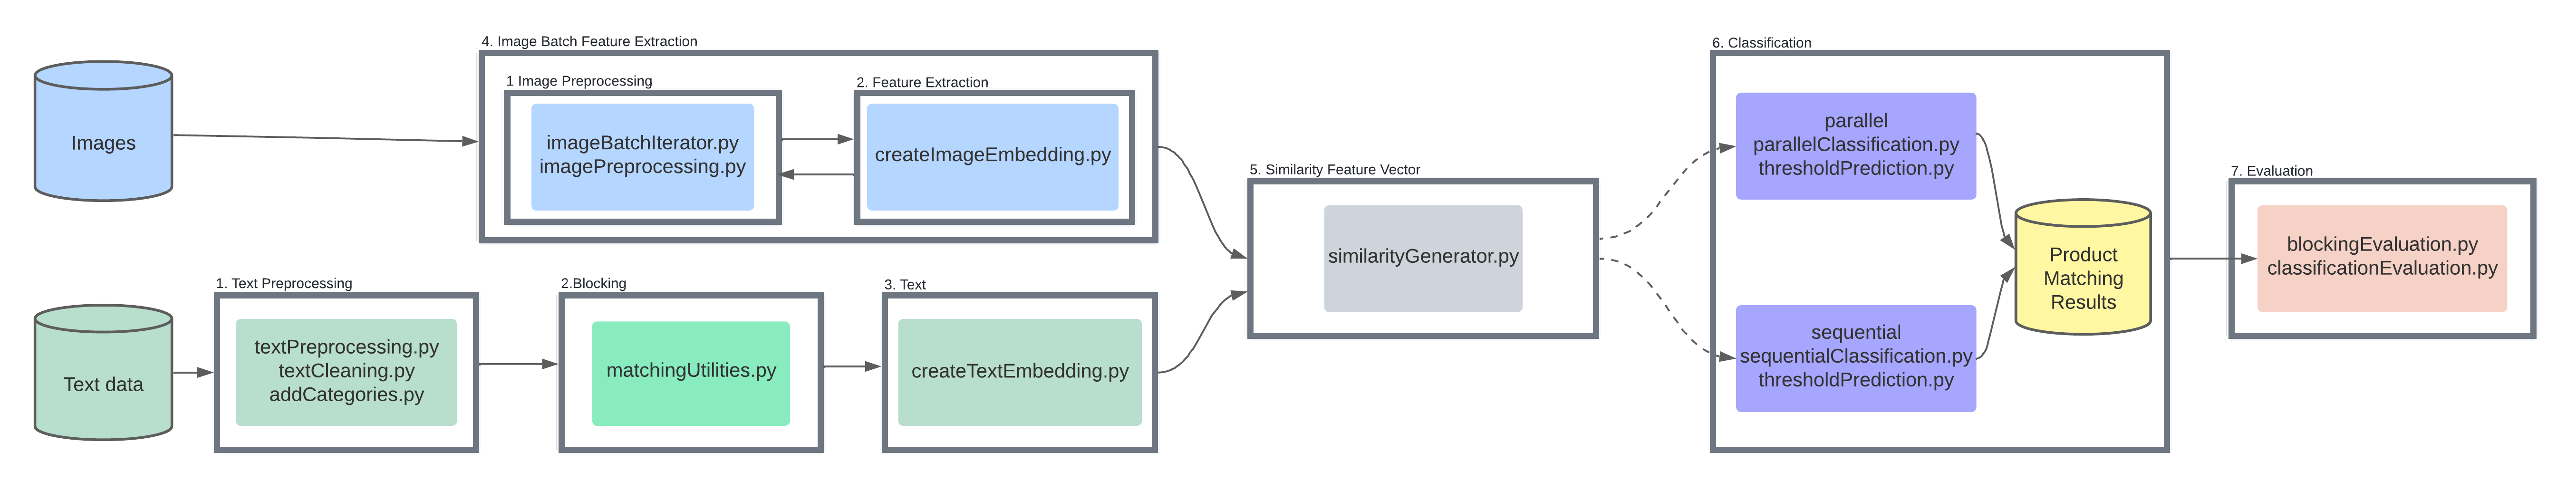 4. Image Batch Feature Extraction
1 Image Preprocessing
2. Feature Extraction
Images
imageBatchIterator.py
imagePreprocessing.py
createImageEmbedding.py
1. Text Preprocessing
2.Blocking
3. Text
Text data
textPreprocessing.py
textCleaning.py
addCategories.py
matchingUtilities.py
createTextEmbedding.py
5. Similarity Feature Vector
similarityGenerator.py
6. Classification
parallel
parallelClassification.py
thresholdPrediction.py
sequential
sequentialClassification.py
thresholdPrediction.py
Product
Matching
Results
7. Evaluation
blockingEvaluation.py
classificationEvaluation.py